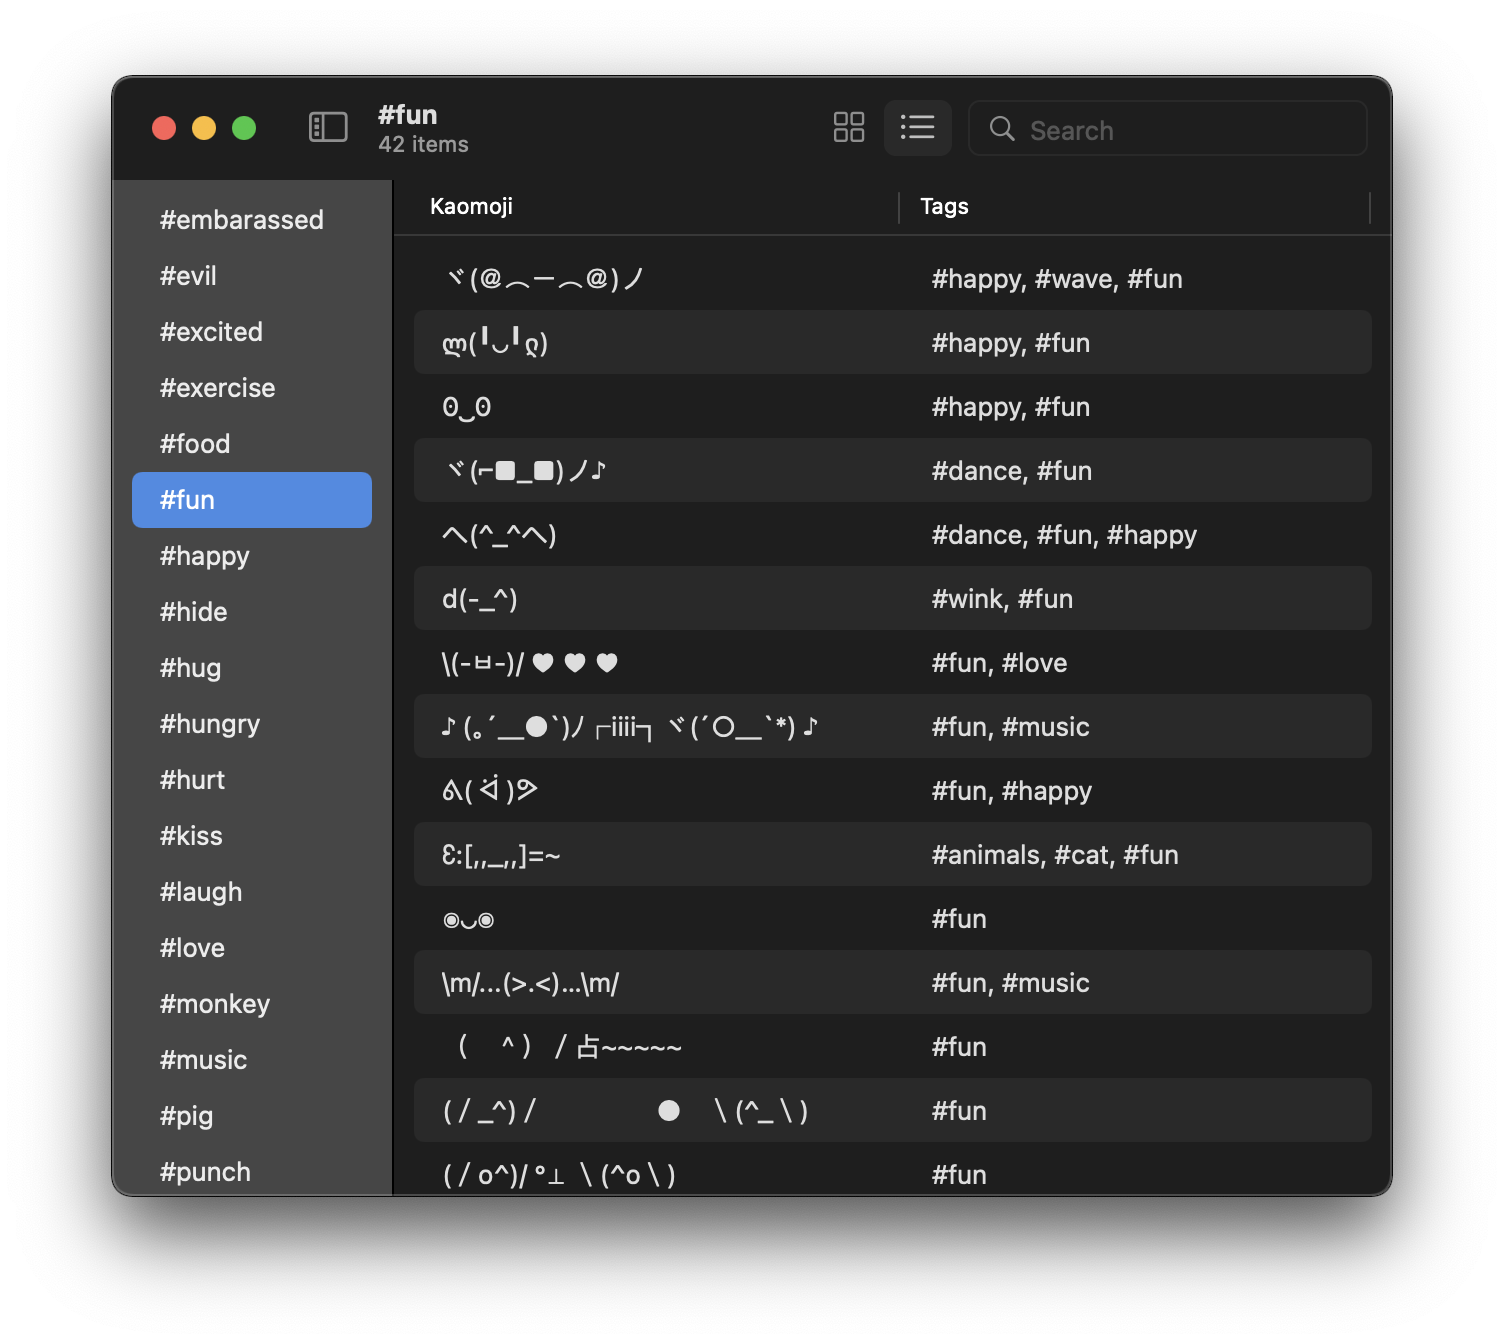 #fun
42 items
Search
#embarassed
#evil
#excited
#exercise
#food
#fun
#happy
#hide
#hug
#hungry
#hurt
#kiss
#laugh
#love
#monkey
#music
#pig
#punch
Kaomoji Tags
ヾ(@︵ー︵@)ノ #happy, #wave, #fun
ლ(╹◡╹ლ) #happy, #fun
ʘ‿ʘ #happy, #fun
ヾ(⌐■_■)ノ♪ #dance, #fun
ヘ(^_^ヘ) #dance, #fun, #happy
d(-_^) #wink, #fun
\(-ㅂ-)/ ♥ ♥ ♥ #fun, #love
♪ (｡´＿●`)ﾉ ┌iiii┐ ヾ(´○＿`*) ♪ #fun, #music
ᕕ( ᐛ )ᕗ #fun, #happy
ℇ:[,,_,,]=~ #animals, #cat, #fun
◉◡◉ #fun
\m/...(>.<)…\m/ #fun, #music
(　^ ) / 占~~~~~ #fun
( / _^) / ● \ (^_ \ ) #fun
( / o^)/ °⊥ \ (^o \ ) #fun